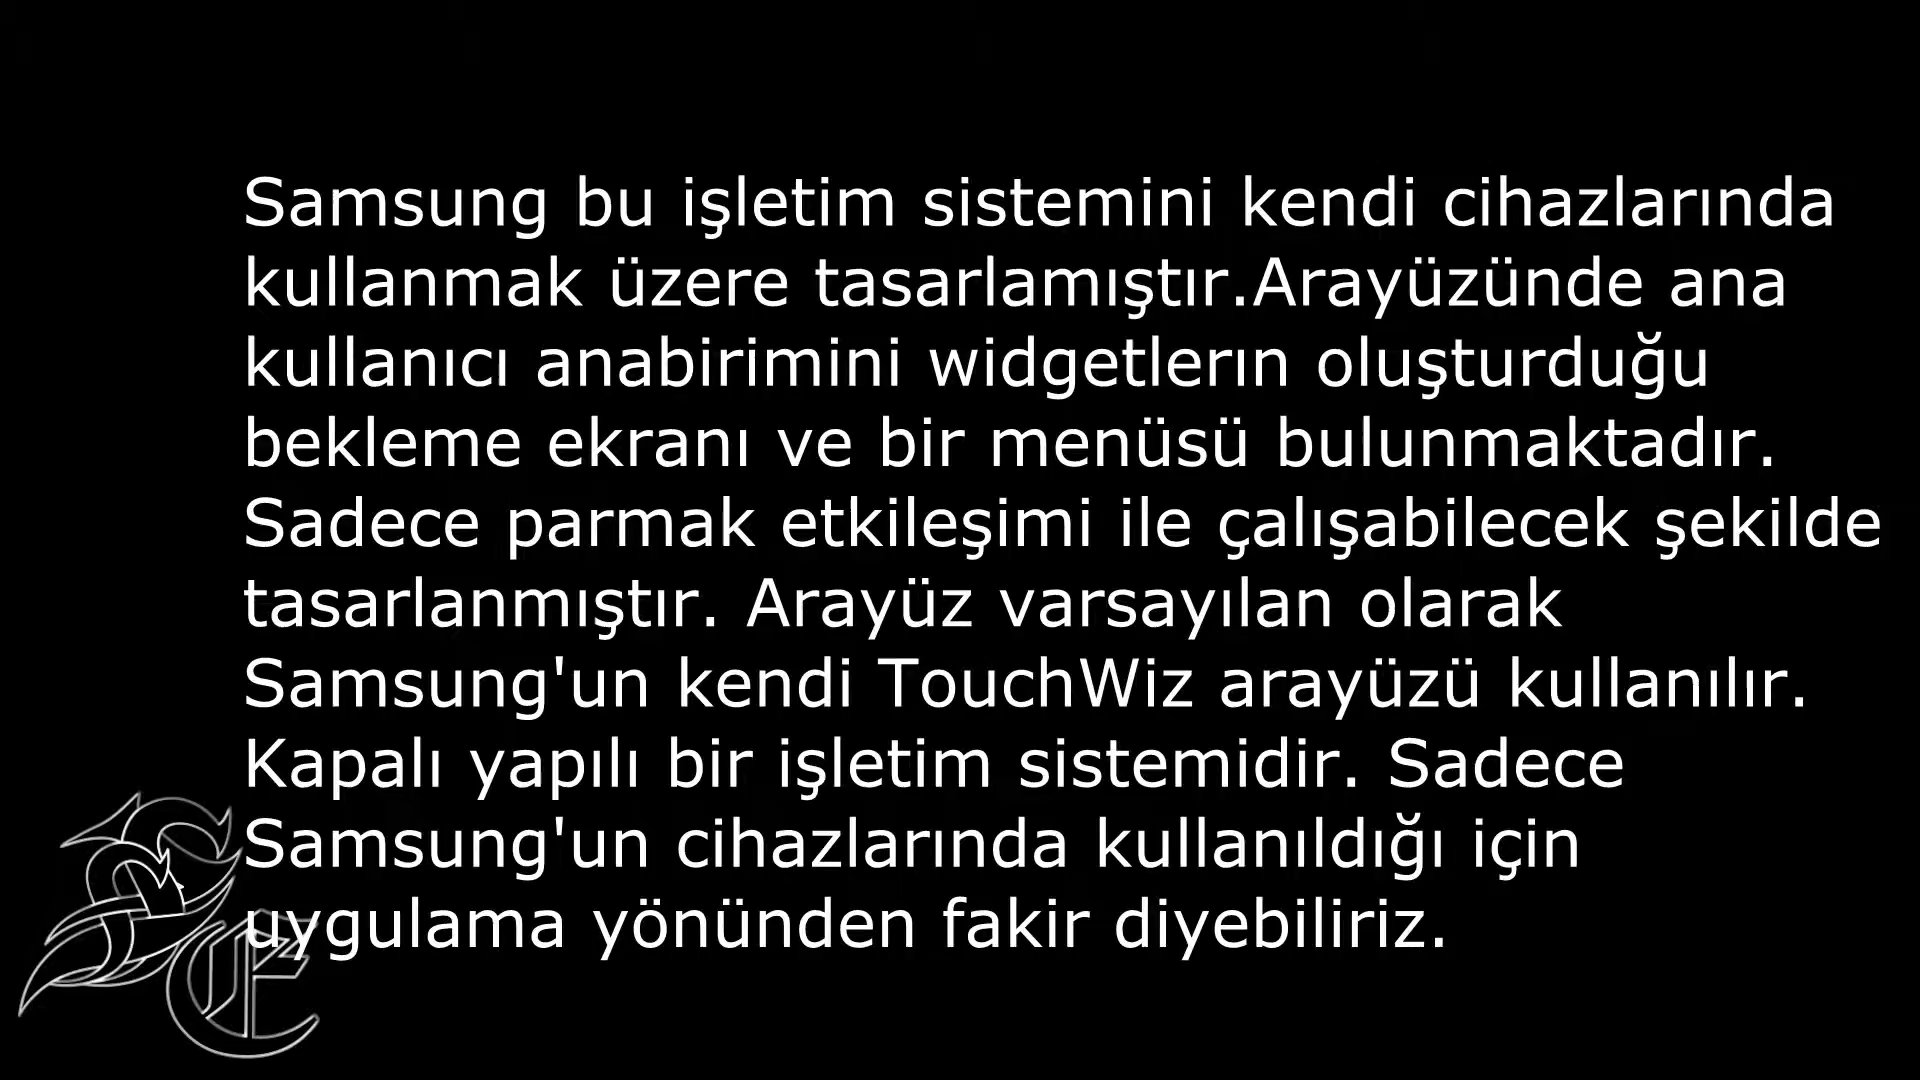 Samsung bu işletim sistemini kendi cihazlarında
kullanmak üzere tasarlamıştır.Arayüzünde ana
kullanıcı anabirimini widgetlerın oluşturduğu
bekleme ekranı ve bir menüsü bulunmaktadır.
Sadece parmak etkileşimi ile çalışabilecek şekilde
tasarlanmıştır. Arayüz varsayılan olarak
Samsung'un kendi TouchWiz arayüzü kullanılır.
Kapalı yapılı bir işletim sistemidir. Sadece
Samsung'un cihazlarında kullanıldığı için
uygulama yönünden fakir diyebiliriz.